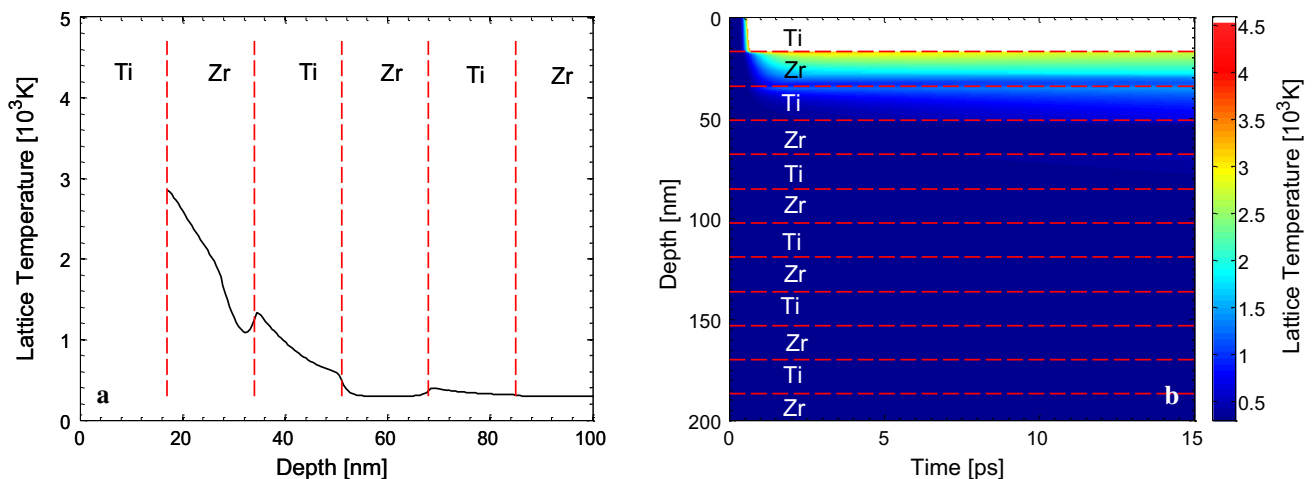 5
4
3
2
1
0
Lattice Temperature [10³K]
Ti Zr Ti Zr Ti Zr
a
0 20 40 60 80 100
Depth [nm]
0
50
100
150
200
Depth [nm]
Ti
Zr
Ti
Zr
Ti
Zr
Ti
Zr
Ti
Zr
Ti
Zr
b
0 5 10 15
Time [ps]
4.5
4
3.5
3
2.5
2
1.5
1
0.5
Lattice Temperature [10³K]